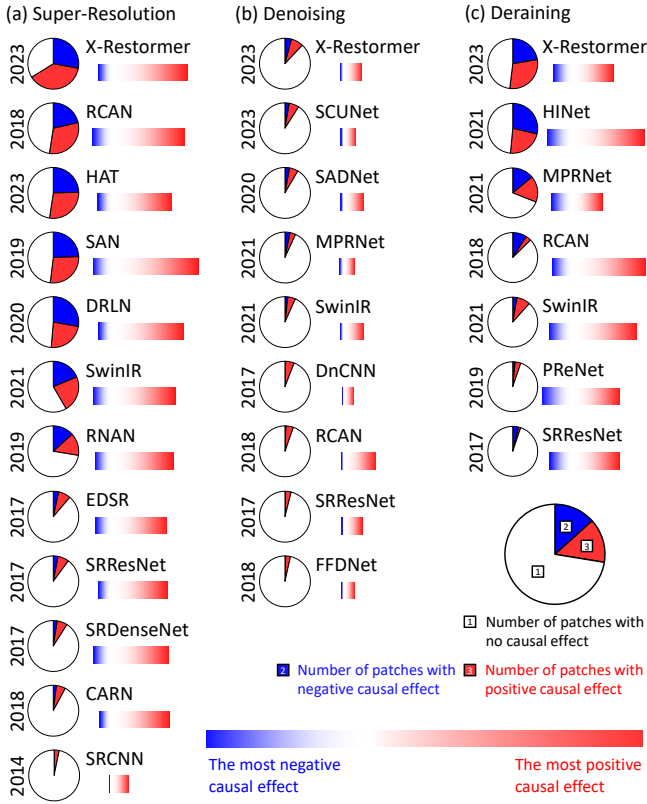 (a) Super-Resolution
2023 X-Restormer
2018 RCAN
2023 HAT
2019 SAN
2020 DRLN
2021 SwinIR
2019 RNAN
2017 EDSR
2017 SRResNet
2017 SRDenseNet
2018 CARN
2014 SRCNN
(b) Denoising
2023 X-Restormer
2023 SCUNet
2020 SADNet
2021 MPRNet
2021 SwinIR
2017 DnCNN
2018 RCAN
2017 SRResNet
2018 FFDNet
(c) Deraining
2023 X-Restormer
2021 HINet
2021 MPRNet
2018 RCAN
2021 SwinIR
2019 PReNet
2017 SRResNet
2
3
1
1 Number of patches with
no causal effect
2 Number of patches with
negative causal effect
3 Number of patches with
positive causal effect
The most negative
causal effect
The most positive
causal effect